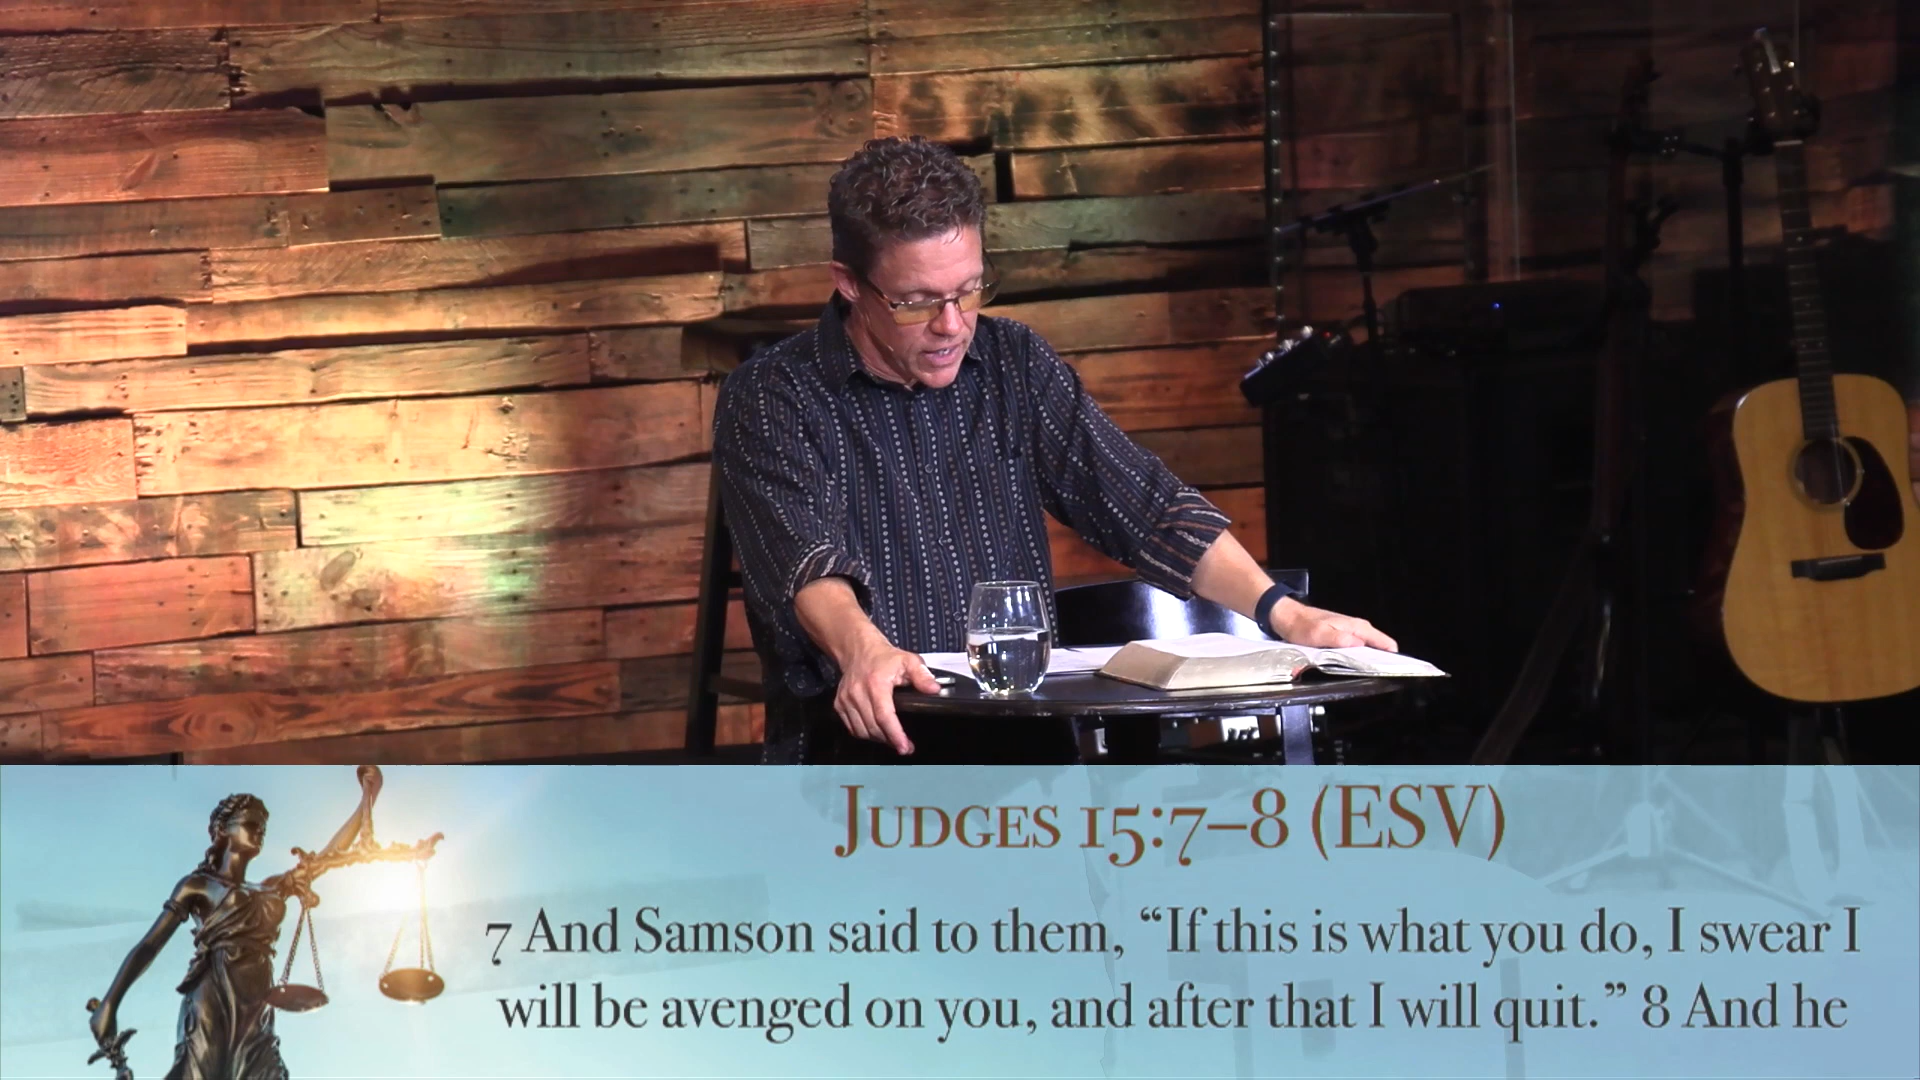 Judges 15:7–8 (ESV)
7 And Samson said to them, “If this is what you do, I swear I
will be avenged on you, and after that I will quit.” 8 And he